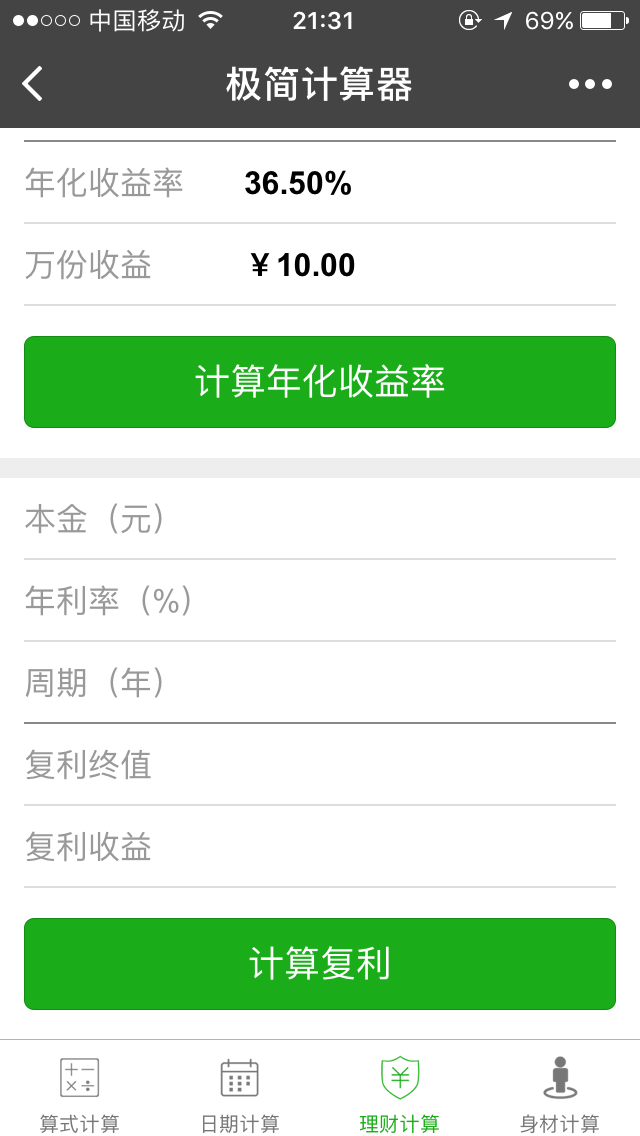 中国移动 21:31 69%
极简计算器
年化收益率 36.50%
万份收益 ￥10.00
计算年化收益率
本金（元）
年利率（%）
周期（年）
复利终值
复利收益
计算复利
算式计算 日期计算 理财计算 身材计算